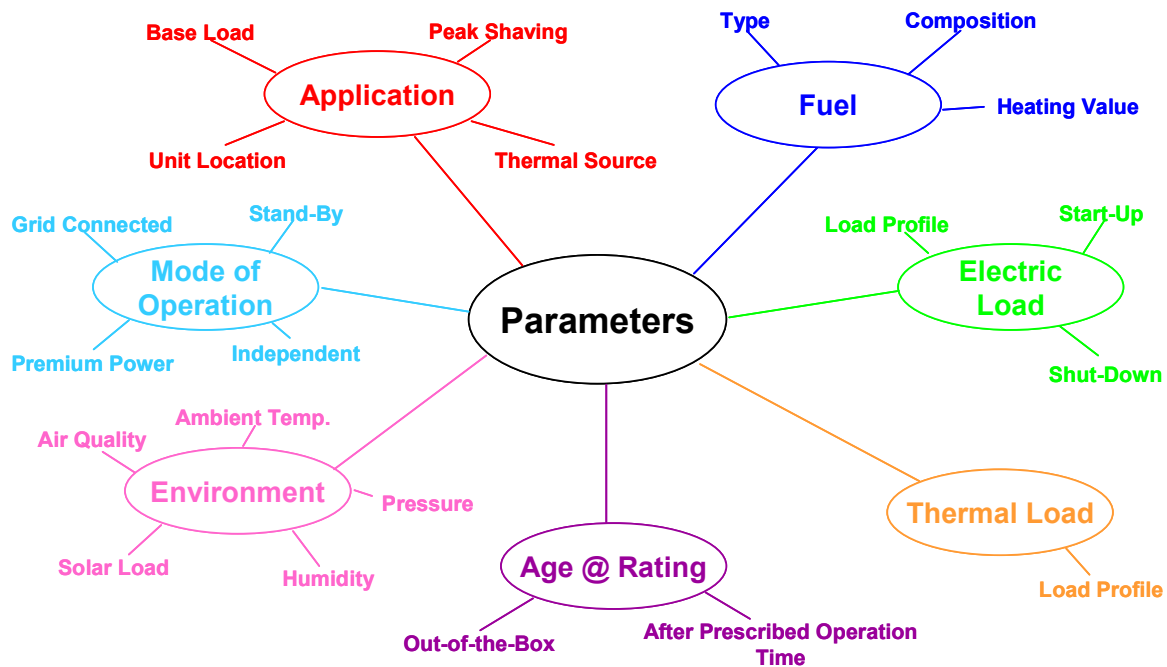 Base Load
Peak Shaving
Application
Unit Location
Thermal Source
Type
Composition
Fuel
Heating Value
Grid Connected
Stand-By
Mode of
Operation
Premium Power
Independent
Load Profile
Start-Up
Electric
Load
Shut-Down
Parameters
Air Quality
Ambient Temp.
Environment
Pressure
Solar Load
Humidity
Age @ Rating
Out-of-the-Box
After Prescribed Operation
Time
Thermal Load
Load Profile